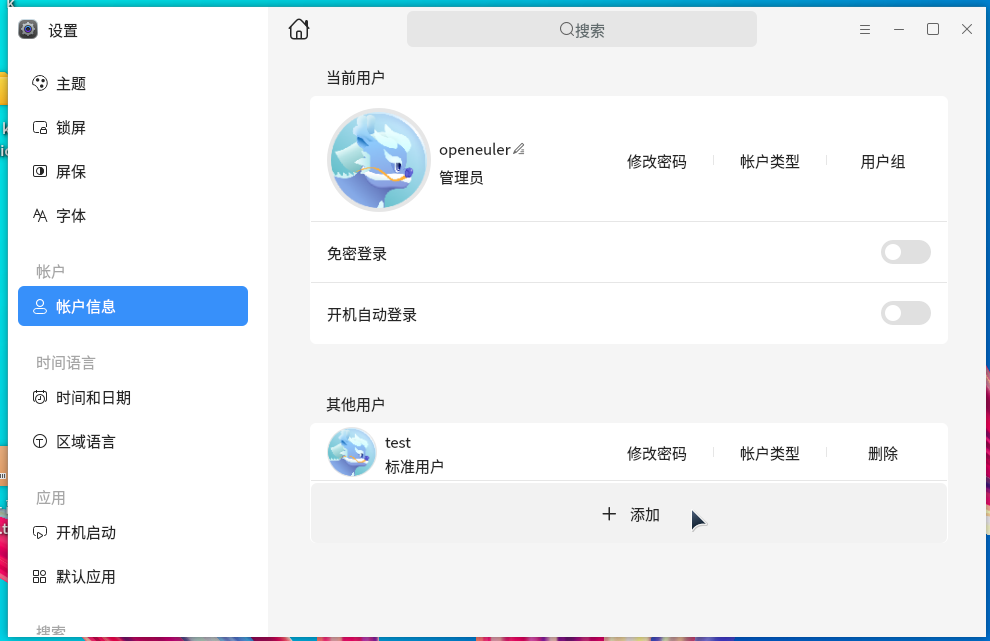 设置
搜索
主题
锁屏
屏保
字体
帐户
帐户信息
时间语言
时间和日期
区域语言
应用
开机启动
默认应用
搜索
当前用户
openeuler
管理员
修改密码 帐户类型 用户组
免密登录
开机自动登录
其他用户
test
标准用户
修改密码 帐户类型 删除
+ 添加